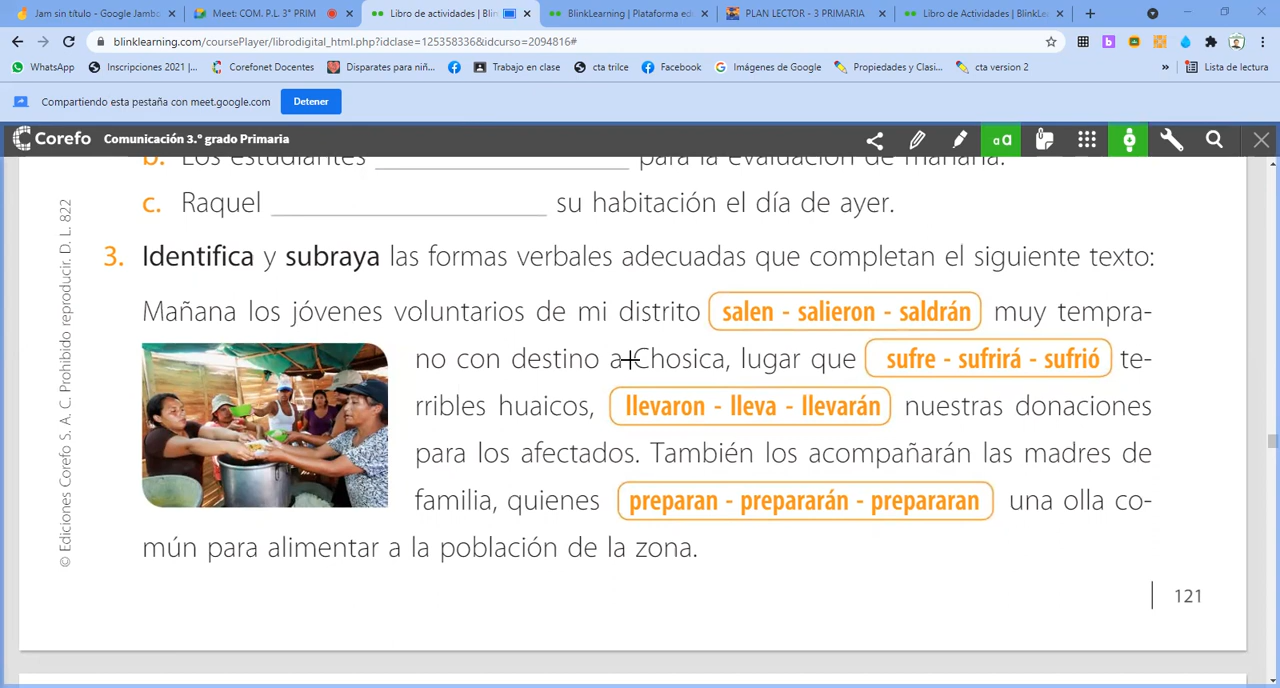 Jam sin título - Google Jamb
Meet: COM. P.L. 3° PRIM
Libro de actividades | Blin
BlinkLearning | Plataforma ed
PLAN LECTOR - 3 PRIMARIA
Libro de Actividades | BlinkLe
blinklearning.com/coursePlayer/librodigital_html.php?idclase=125358336&idcurso=2094816#
WhatsApp
Inscripciones 2021 |...
Corefonet Docentes
Disparates para niñ...
Trabajo en clase
cta trilce
Facebook
Imágenes de Google
Propiedades y Clasi...
cta version 2
»
Lista de lectura
Compartiendo esta pestaña con meet.google.com
Detener
Corefo
Comunicación 3.° grado Primaria
aa
b. Los estudiantes ____ para la evaluación de mañana.
c. Raquel ____ su habitación el día de ayer.
3. Identifica y subraya las formas verbales adecuadas que completan el siguiente texto:
Mañana los jóvenes voluntarios de mi distrito salen - salieron - saldrán muy tempra-
no con destino a Chosica, lugar que sufre - sufrirá - sufrió te-
rribles huaicos, llevaron - lleva - llevarán nuestras donaciones
para los afectados. También los acompañarán las madres de
familia, quienes preparan - prepararán - prepararan una olla co-
mún para alimentar a la población de la zona.
121
© Ediciones Corefo S. A. C. Prohibido reproducir. D. L. 822